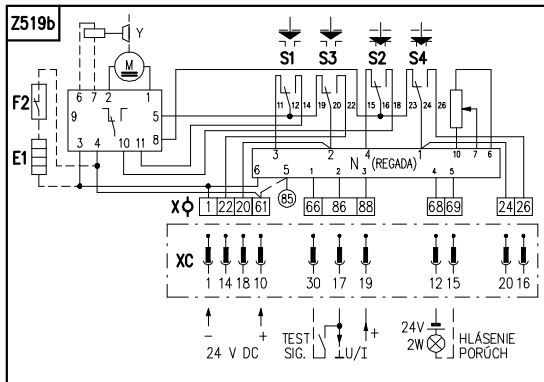 Z519b
Y
M
S1 S3 S2 S4
6 7 2 1
F2
9 5
8
3 4 10 11
11 12 14 19 20 22 15 16 18 23 24 26
E1
3 2 4 1 10 7 6
N (REGADA)
6 5 1 2 3 4 5
85
X 1 22 20 61 66 86 88 68 69 24 26
XC
1 14 18 10 30 17 19 12 15 20 16
- + TEST + 24V HLÁSENIE
24 V DC SIG. ⊥U/I 2W PORÚCH